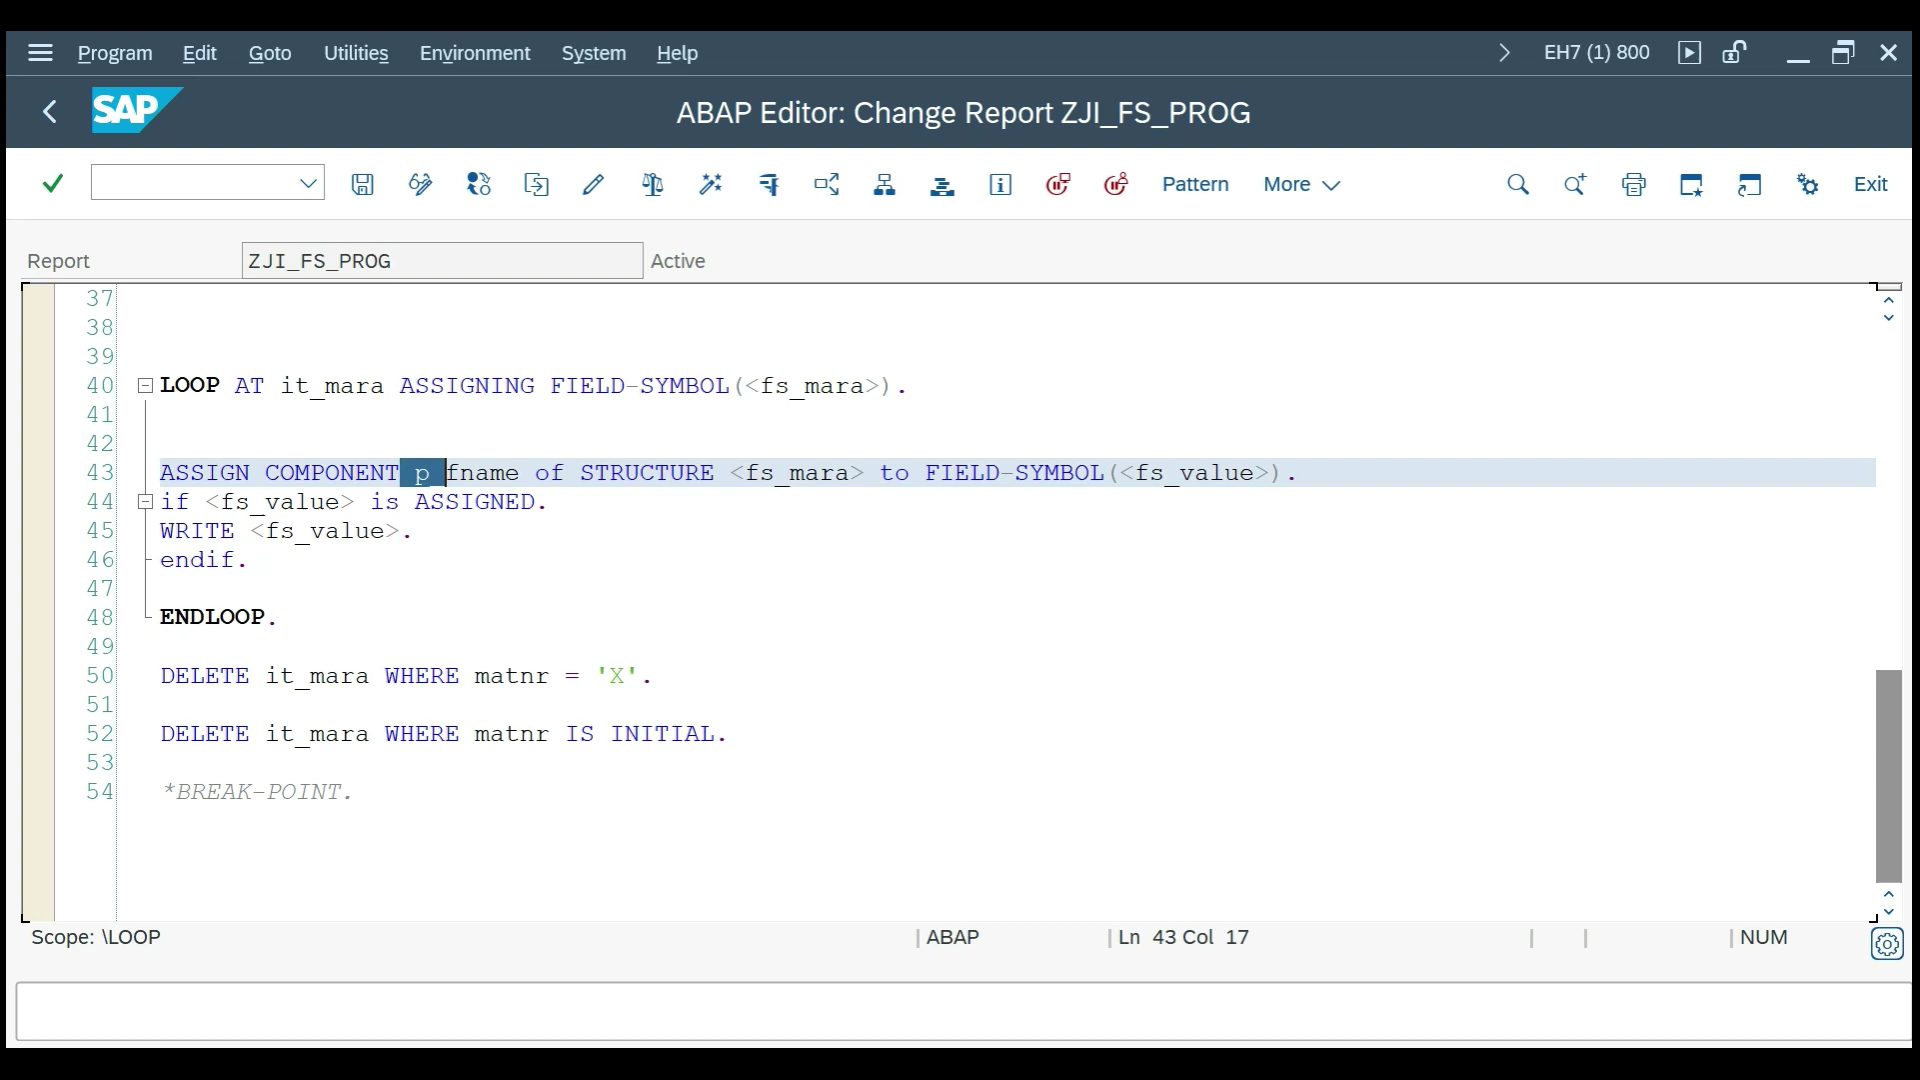 Program Edit Goto Utilities Environment System Help EH7 (1) 800
SAP ABAP Editor: Change Report ZJI_FS_PROG
Pattern More Exit
Report ZJI_FS_PROG Active
37
38
39
40 LOOP AT it_mara ASSIGNING FIELD-SYMBOL(<fs_mara>).
41
42
43 ASSIGN COMPONENT p fname of STRUCTURE <fs_mara> to FIELD-SYMBOL(<fs_value>).
44 if <fs_value> is ASSIGNED.
45 WRITE <fs_value>.
46 endif.
47
48 ENDLOOP.
49
50 DELETE it_mara WHERE matnr = 'X'.
51
52 DELETE it_mara WHERE matnr IS INITIAL.
53
54 *BREAK-POINT.
Scope: \LOOP ABAP Ln 43 Col 17 NUM